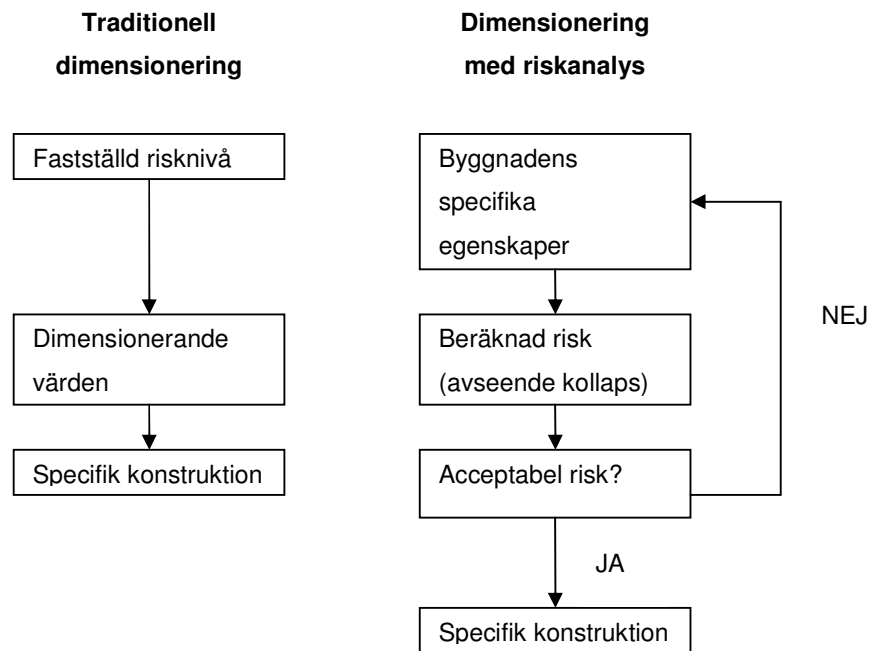 Traditionell
dimensionering
Fastställd risknivå
Dimensionerande
värden
Specifik konstruktion
Dimensionering
med riskanalys
Byggnadens
specifika
egenskaper
Beräknad risk
(avseende kollaps)
Acceptabel risk?
NEJ
JA
Specifik konstruktion